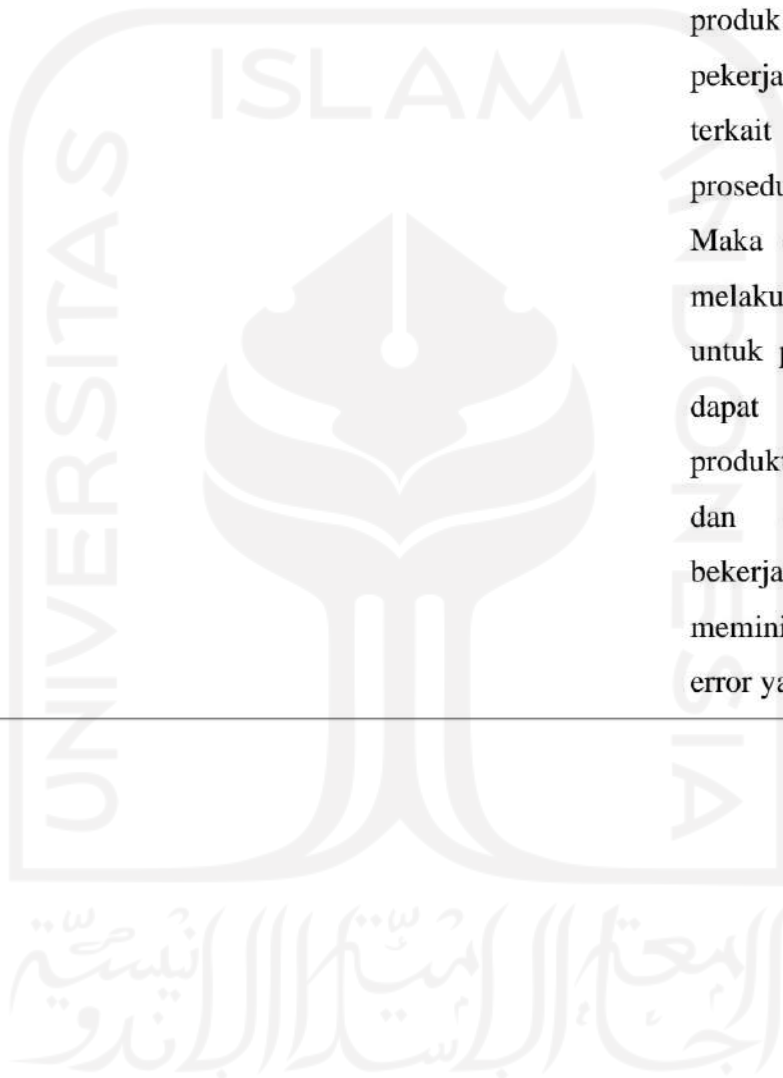 produk
pekerja
terkait
prosedu
Maka
melaku
untuk p
dapat
produkt
dan
bekerja
memini
error ya
UNIVERSITAS
ISLAM
INDONESIA